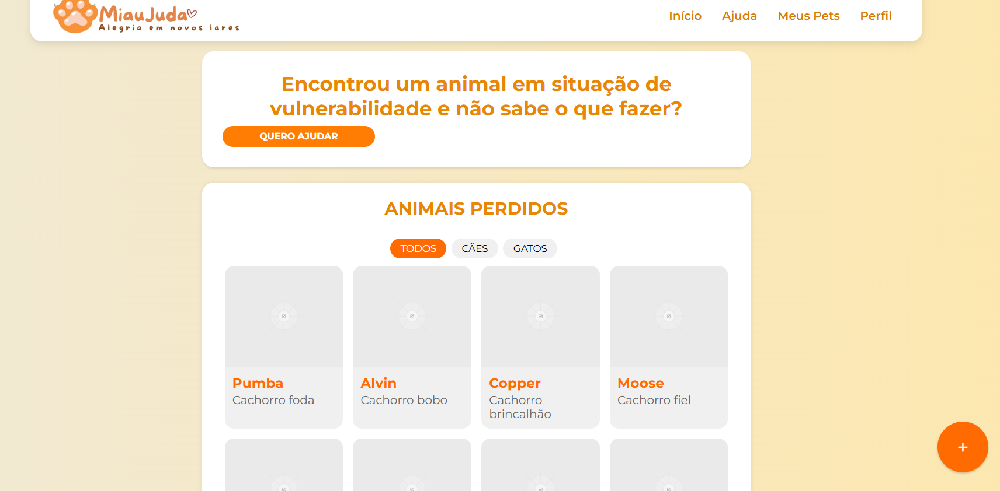 MiauJuda
Alegria em novos lares
Início
Ajuda
Meus Pets
Perfil
Encontrou um animal em situação de
vulnerabilidade e não sabe o que fazer?
QUERO AJUDAR
ANIMAIS PERDIDOS
TODOS
CÃES
GATOS
Pumba
Cachorro foda
Alvin
Cachorro bobo
Copper
Cachorro
brincalhão
Moose
Cachorro fiel
+